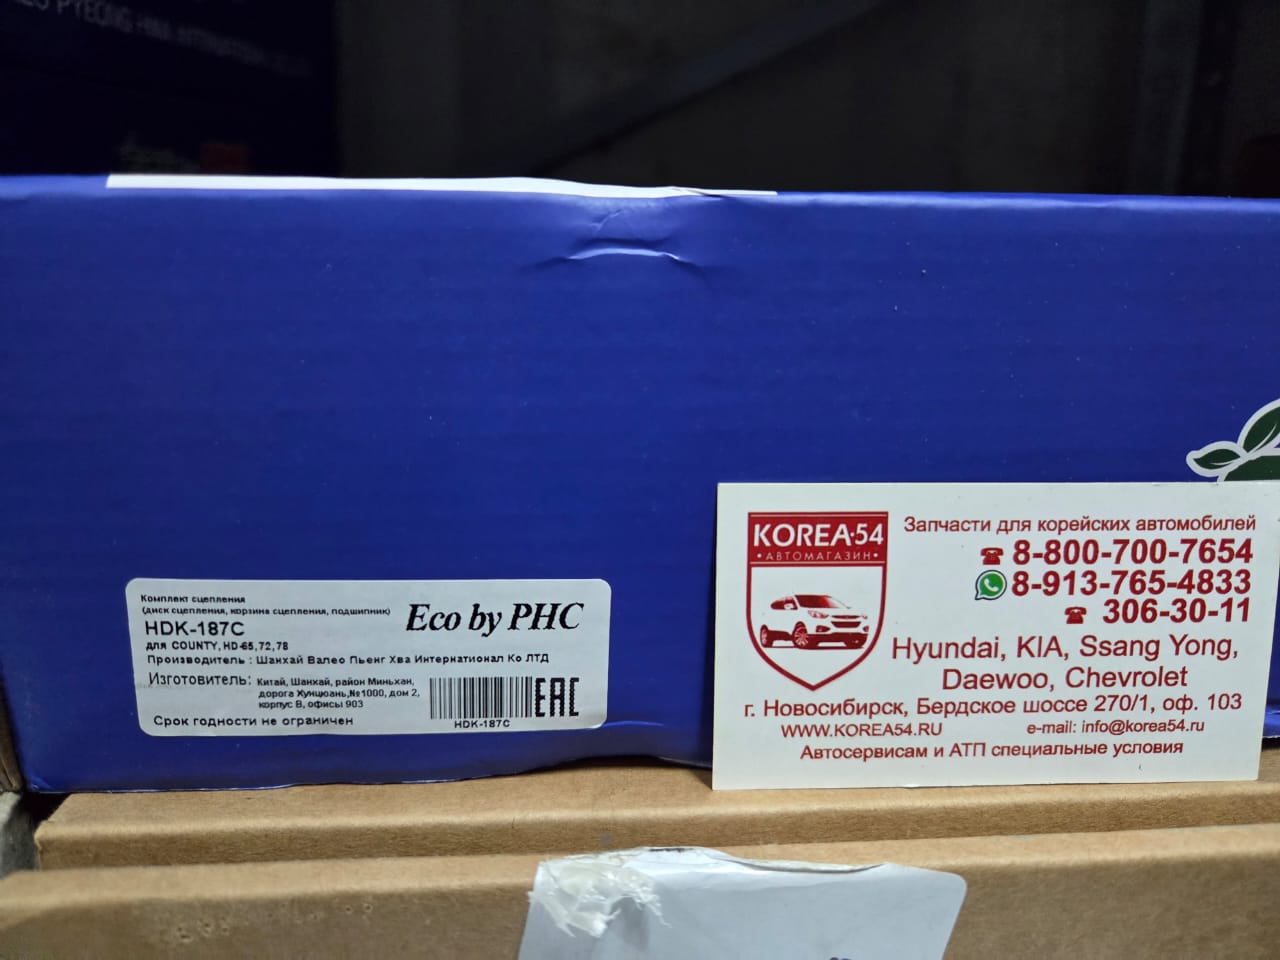 PYEONG HWA
Комплект сцепления
(диск сцепления, корзина сцепления, подшипник)
Eco by PHC
HDK-187C
для COUNTY, HD-65,72,78
Производитель : Шанхай Валео Пьенг Хва Интернатионал Ко ЛТД
Изготовитель: Китай, Шанхай, район Миньхан,
дорога Хунцюань,№1000, дом 2,
корпус В, офисы 903
Срок годности не ограничен
HDK-187C
EAC
KOREA·54
·АВТОМАГАЗИН·
Запчасти для корейских автомобилей
8-800-700-7654
8-913-765-4833
306-30-11
Hyundai, KIA, Ssang Yong,
Daewoo, Chevrolet
г. Новосибирск, Бердское шоссе 270/1, оф. 103
WWW.KOREA54.RU e-mail: info@korea54.ru
Автосервисам и АТП специальные условия